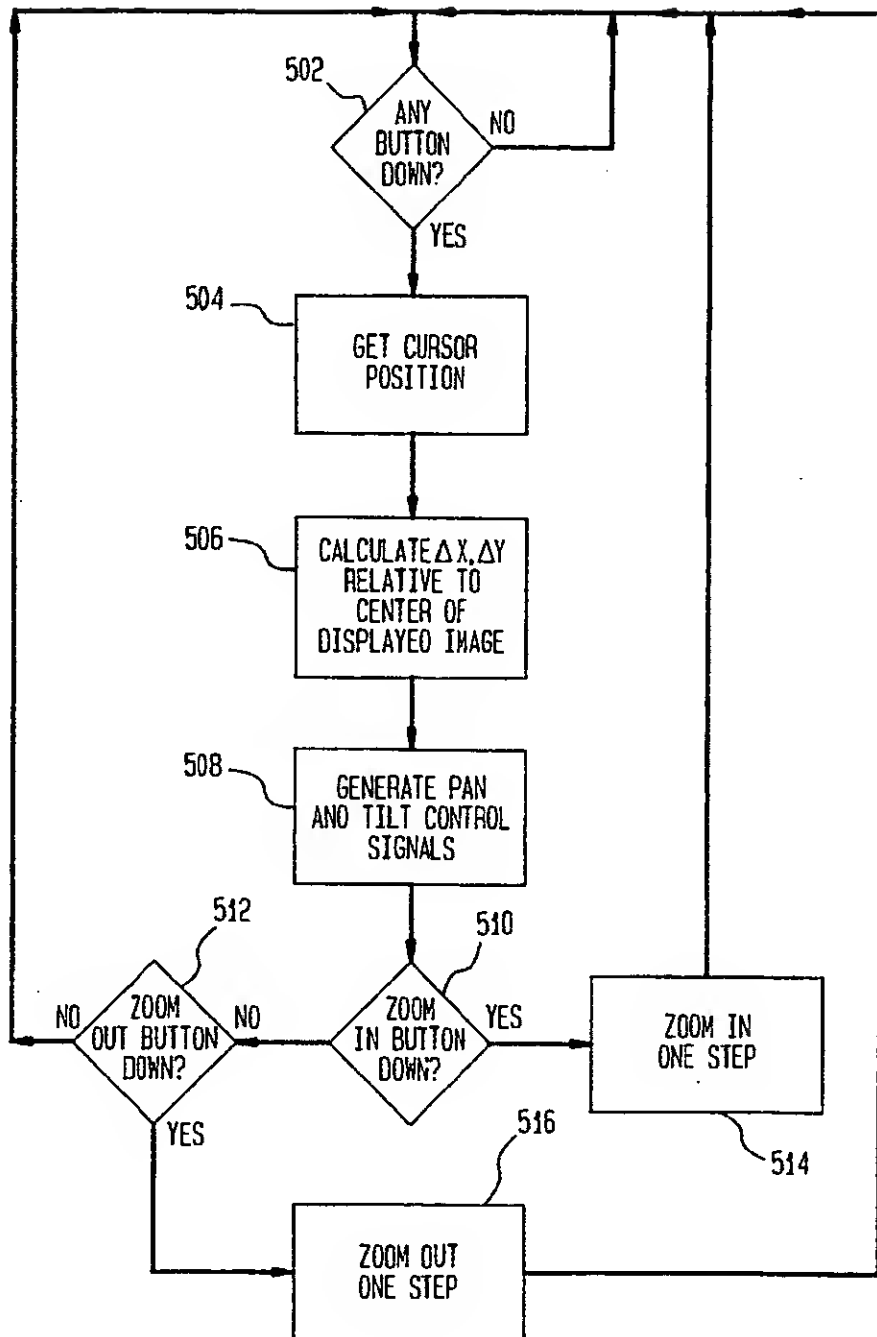 502
ANY
BUTTON
DOWN?
NO
YES
504
GET CURSOR
POSITION
506
CALCULATE ΔX,ΔY
RELATIVE TO
CENTER OF
DISPLAYED IMAGE
508
GENERATE PAN
AND TILT CONTROL
SIGNALS
512
510
NO
ZOOM
OUT BUTTON
DOWN?
NO
ZOOM
IN BUTTON
DOWN?
YES
ZOOM IN
ONE STEP
YES
516
514
ZOOM OUT
ONE STEP